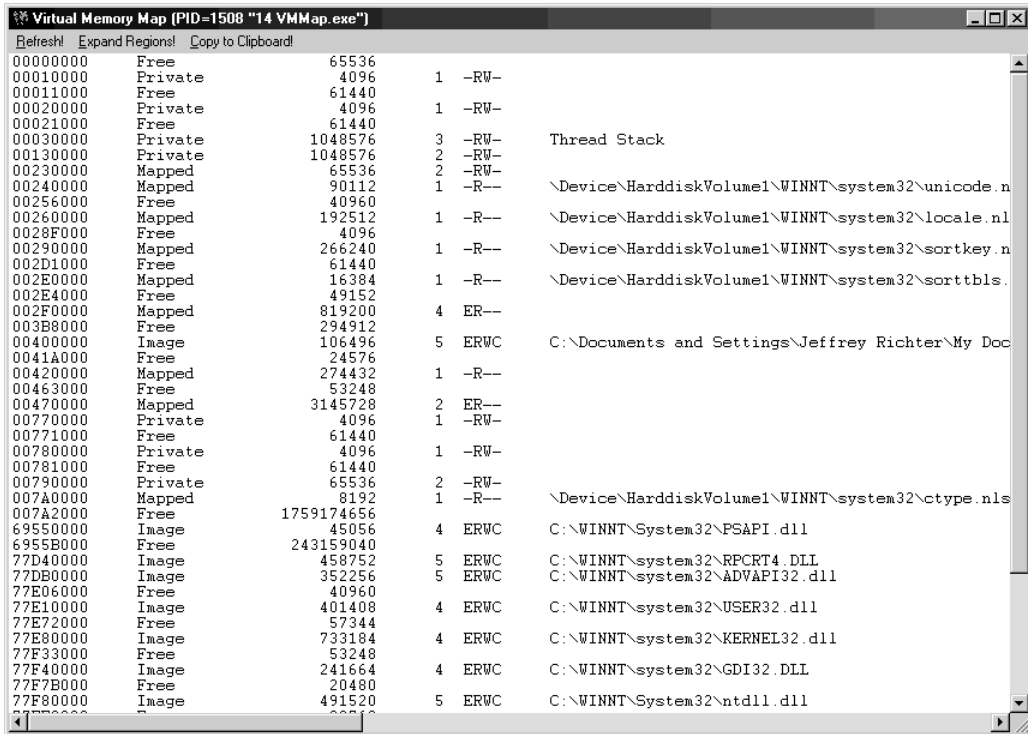 Virtual Memory Map (PID=1508 "14 VMMap.exe")
Refresh! Expand Regions! Copy to Clipboard!
00000000 Free 65536
00010000 Private 4096 1 -RW-
00011000 Free 61440
00020000 Private 4096 1 -RW-
00021000 Free 61440
00030000 Private 1048576 3 -RW- Thread Stack
00130000 Private 1048576 2 -RW-
00230000 Mapped 65536 2 -RW-
00240000 Mapped 90112 1 -R-- \Device\HarddiskVolume1\WINNT\system32\unicode.n
00256000 Free 40960
00260000 Mapped 192512 1 -R-- \Device\HarddiskVolume1\WINNT\system32\locale.nl
0028F000 Free 4096
00290000 Mapped 266240 1 -R-- \Device\HarddiskVolume1\WINNT\system32\sortkey.n
002D1000 Free 61440
002E0000 Mapped 16384 1 -R-- \Device\HarddiskVolume1\WINNT\system32\sorttbls.
002E4000 Free 49152
002F0000 Mapped 819200 4 ER--
003B8000 Free 294912
00400000 Image 106496 5 ERWC C:\Documents and Settings\Jeffrey Richter\My Doc
0041A000 Free 24576
00420000 Mapped 274432 1 -R--
00463000 Free 53248
00470000 Mapped 3145728 2 ER--
00770000 Private 4096 1 -RW-
00771000 Free 61440
00780000 Private 4096 1 -RW-
00781000 Free 61440
00790000 Private 65536 2 -RW-
007A0000 Mapped 8192 1 -R-- \Device\HarddiskVolume1\WINNT\system32\ctype.nls
007A2000 Free 1759174656
69550000 Image 45056 4 ERWC C:\WINNT\System32\PSAPI.dll
6955B000 Free 243159040
77D40000 Image 458752 5 ERWC C:\WINNT\system32\RPCRT4.DLL
77DB0000 Image 352256 5 ERWC C:\WINNT\system32\ADVAPI32.dll
77E06000 Free 40960
77E10000 Image 401408 4 ERWC C:\WINNT\system32\USER32.dll
77E72000 Free 57344
77E80000 Image 733184 4 ERWC C:\WINNT\system32\KERNEL32.dll
77F33000 Free 53248
77F40000 Image 241664 4 ERWC C:\WINNT\system32\GDI32.DLL
77F7B000 Free 20480
77F80000 Image 491520 5 ERWC C:\WINNT\system32\ntdll.dll